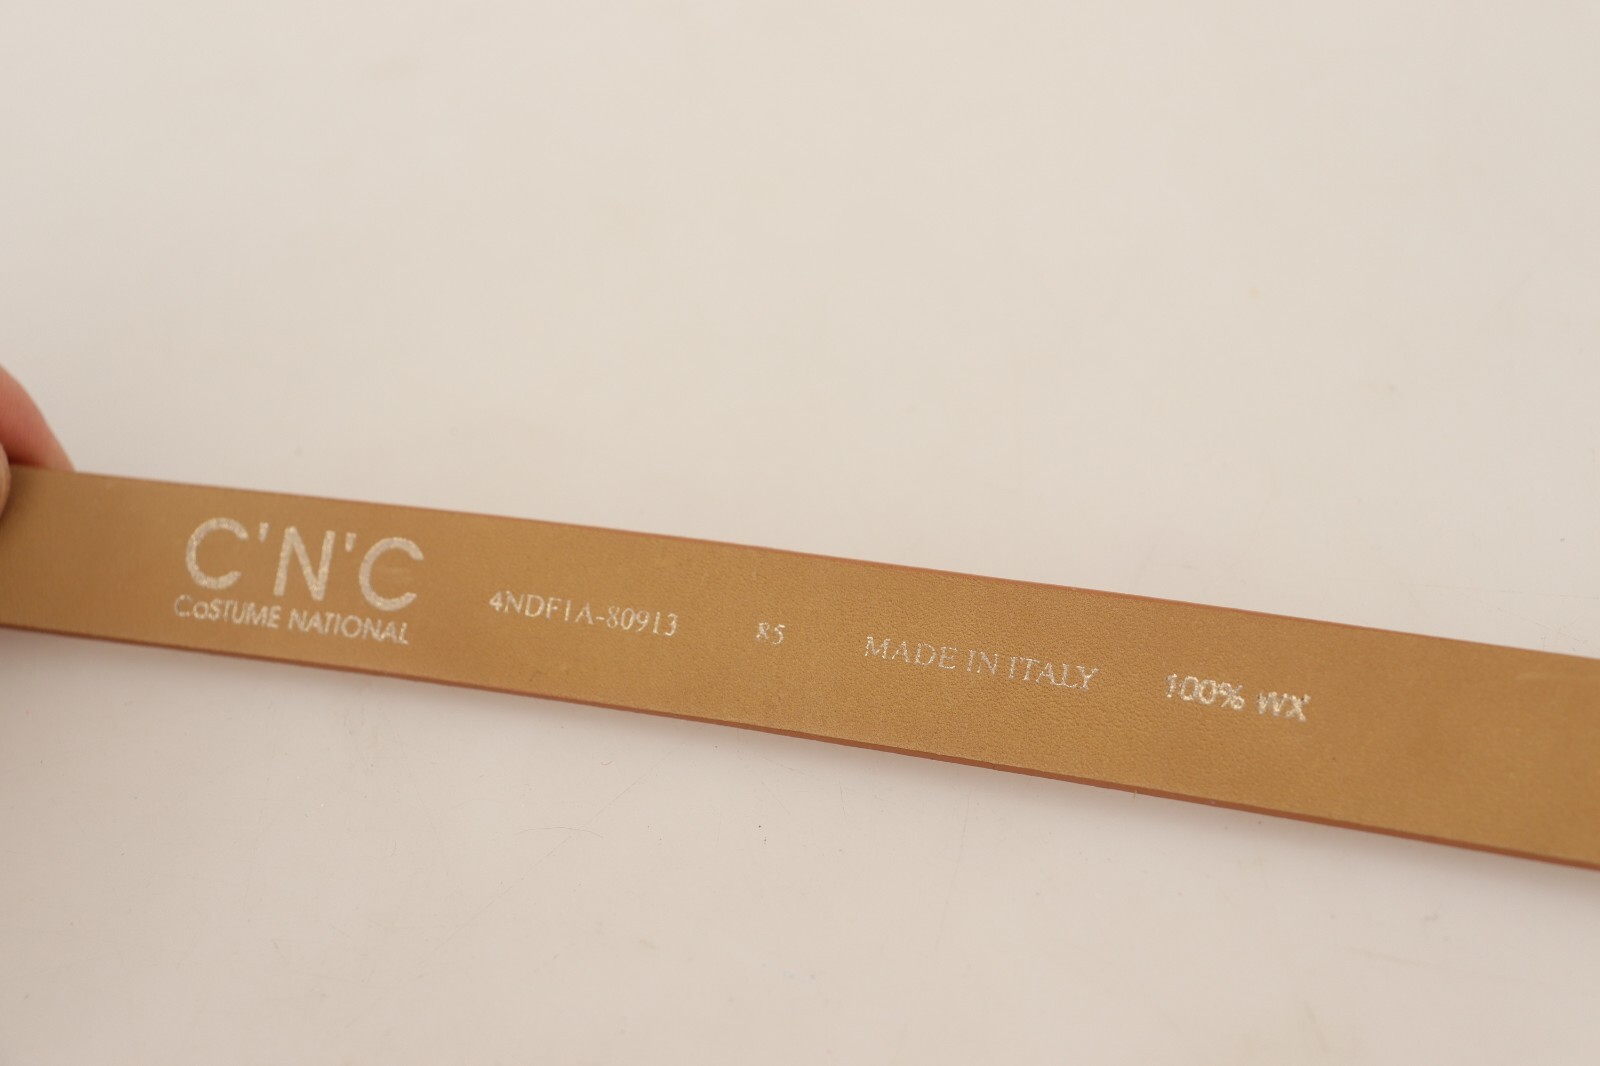 C'N'C
CoSTUME NATIONAL
4NDF1A-80913 85 MADE IN ITALY 100% WX